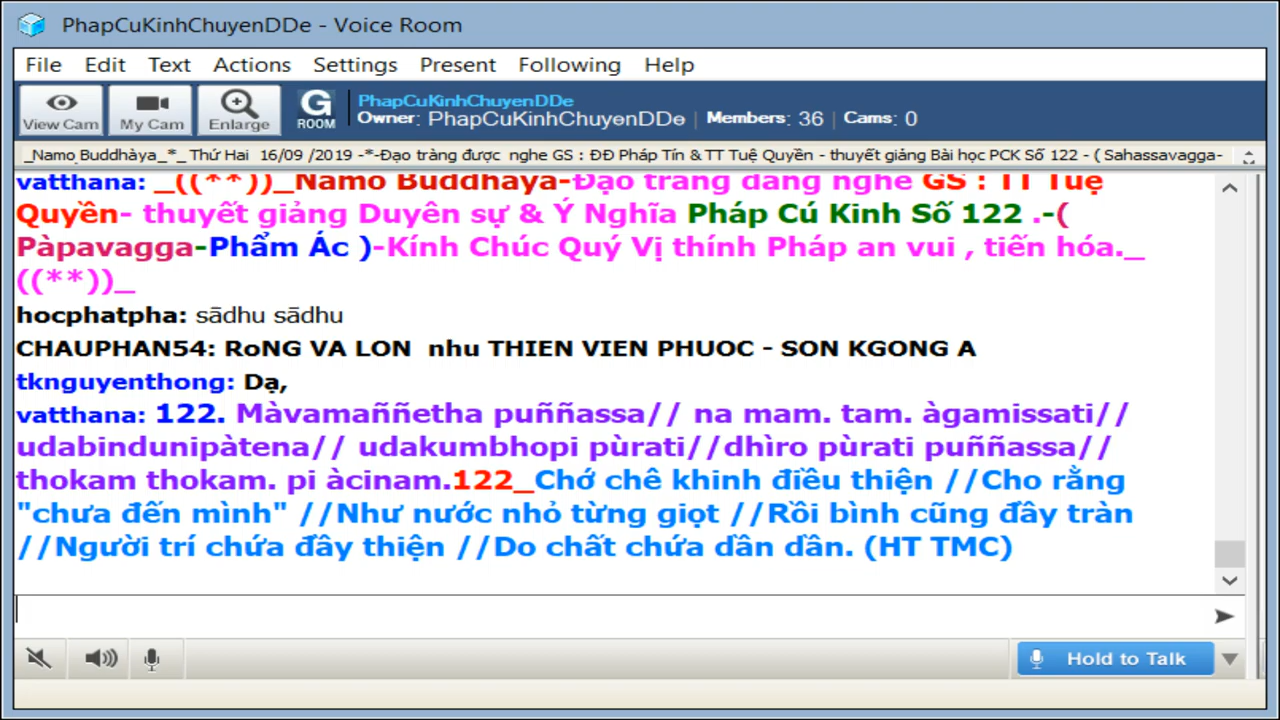 PhapCuKinhChuyenDDe - Voice Room
File Edit Text Actions Settings Present Following Help
View Cam My Cam Enlarge G ROOM PhapCuKinhChuyenDDe
Owner: PhapCuKinhChuyenDDe | Members: 36 | Cams: 0
_Namo Buddhàya_*_ Thứ Hai 16/09 /2019 -*-Đạo tràng được nghe GS : ĐĐ Pháp Tín & TT Tuệ Quyền - thuyết giảng Bài học PCK Số 122 - ( Sahassavagga-
vatthana: _((**))_Namo Buddhaya-Đạo tràng đang nghe GS : TT Tuệ
Quyền- thuyết giảng Duyên sự & Ý Nghĩa Pháp Cú Kinh Số 122 .-(
Pàpavagga-Phẩm Ác )-Kính Chúc Quý Vị thính Pháp an vui , tiến hóa._
((**))_
hocphatpha: sādhu sādhu
CHAUPHAN54: RoNG VA LON nhu THIEN VIEN PHUOC - SON KGONG A
tknguyenthong: Dạ,
vatthana: 122. Màvamaññetha puññassa// na mam. tam. àgamissati//
udabindunipàtena// udakumbhopi pùrati//dhìro pùrati puññassa//
thokam thokam. pi àcinam.122_Chớ chê khinh điều thiện //Cho rằng
"chưa đến mình" //Như nước nhỏ từng giọt //Rồi bình cũng đầy tràn
//Người trí chứa đầy thiện //Do chất chứa dần dần. (HT TMC)
Hold to Talk